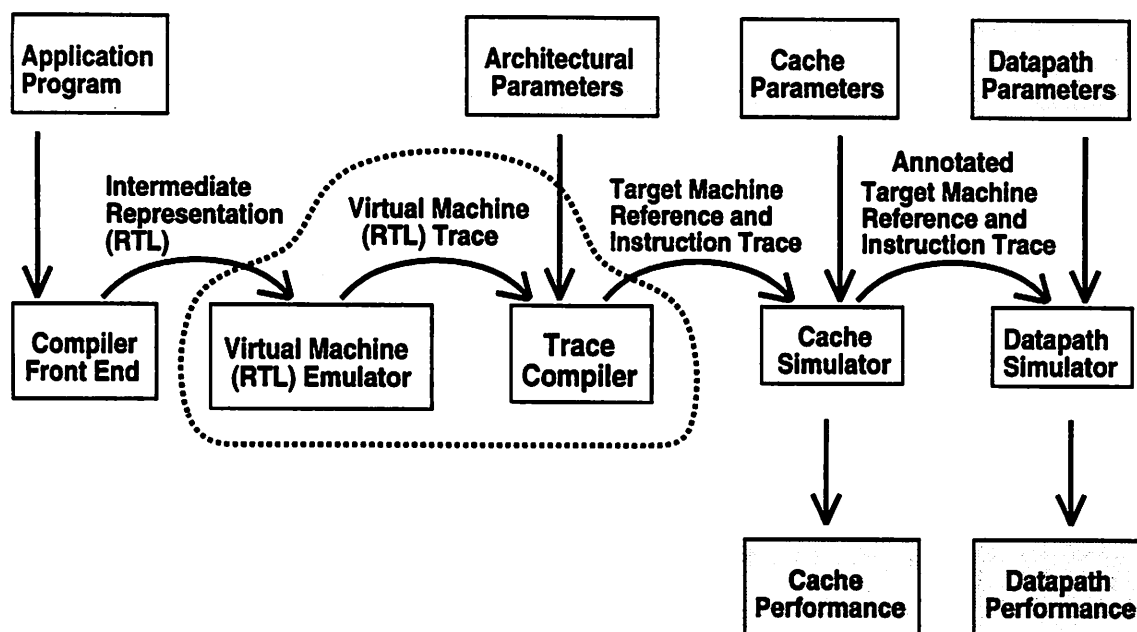 Application
Program
Architectural
Parameters
Cache
Parameters
Datapath
Parameters
Intermediate
Representation
(RTL)
Virtual Machine
(RTL) Trace
Target Machine
Reference and
Instruction Trace
Annotated
Target Machine
Reference and
Instruction Trace
Compiler
Front End
Virtual Machine
(RTL) Emulator
Trace
Compiler
Cache
Simulator
Datapath
Simulator
Cache
Performance
Datapath
Performance